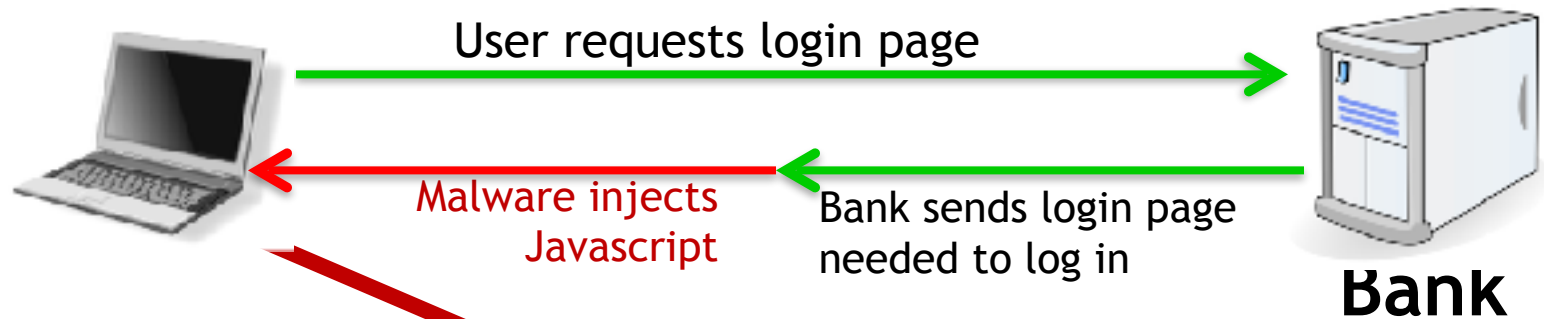 User requests login page
Malware injects
Javascript
Bank sends login page
needed to log in
Bank